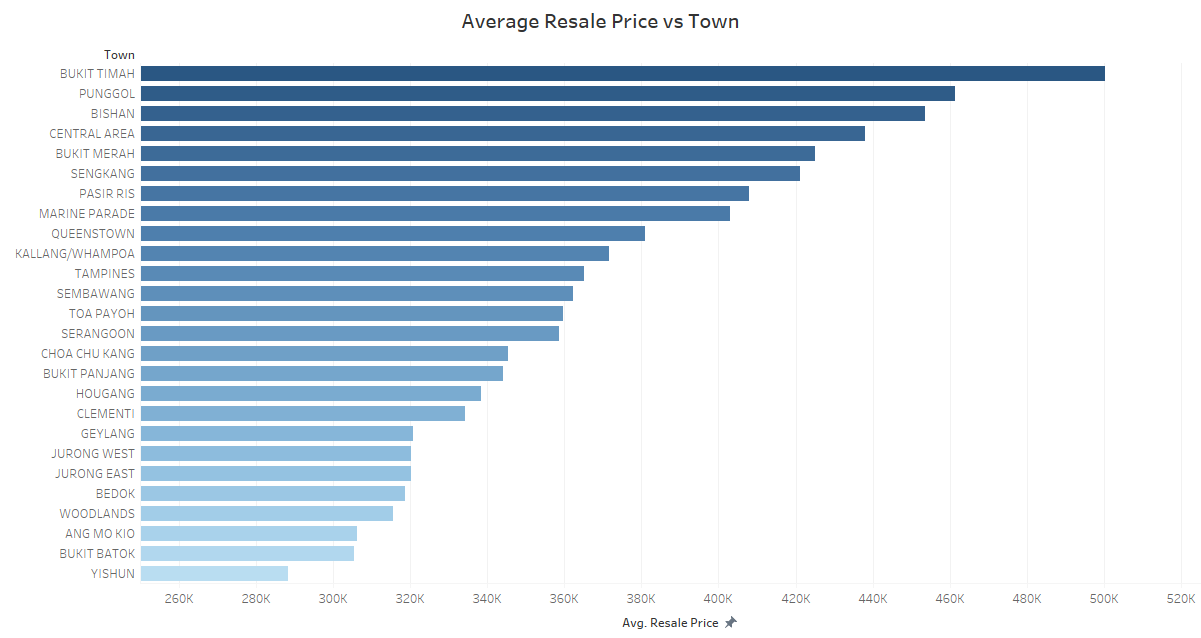 Average Resale Price vs Town
Town
BUKIT TIMAH
PUNGGOL
BISHAN
CENTRAL AREA
BUKIT MERAH
SENGKANG
PASIR RIS
MARINE PARADE
QUEENSTOWN
KALLANG/WHAMPOA
TAMPINES
SEMBAWANG
TOA PAYOH
SERANGOON
CHOA CHU KANG
BUKIT PANJANG
HOUGANG
CLEMENTI
GEYLANG
JURONG WEST
JURONG EAST
BEDOK
WOODLANDS
ANG MO KIO
BUKIT BATOK
YISHUN
260K 280K 300K 320K 340K 360K 380K 400K 420K 440K 460K 480K 500K 520K
Avg. Resale Price